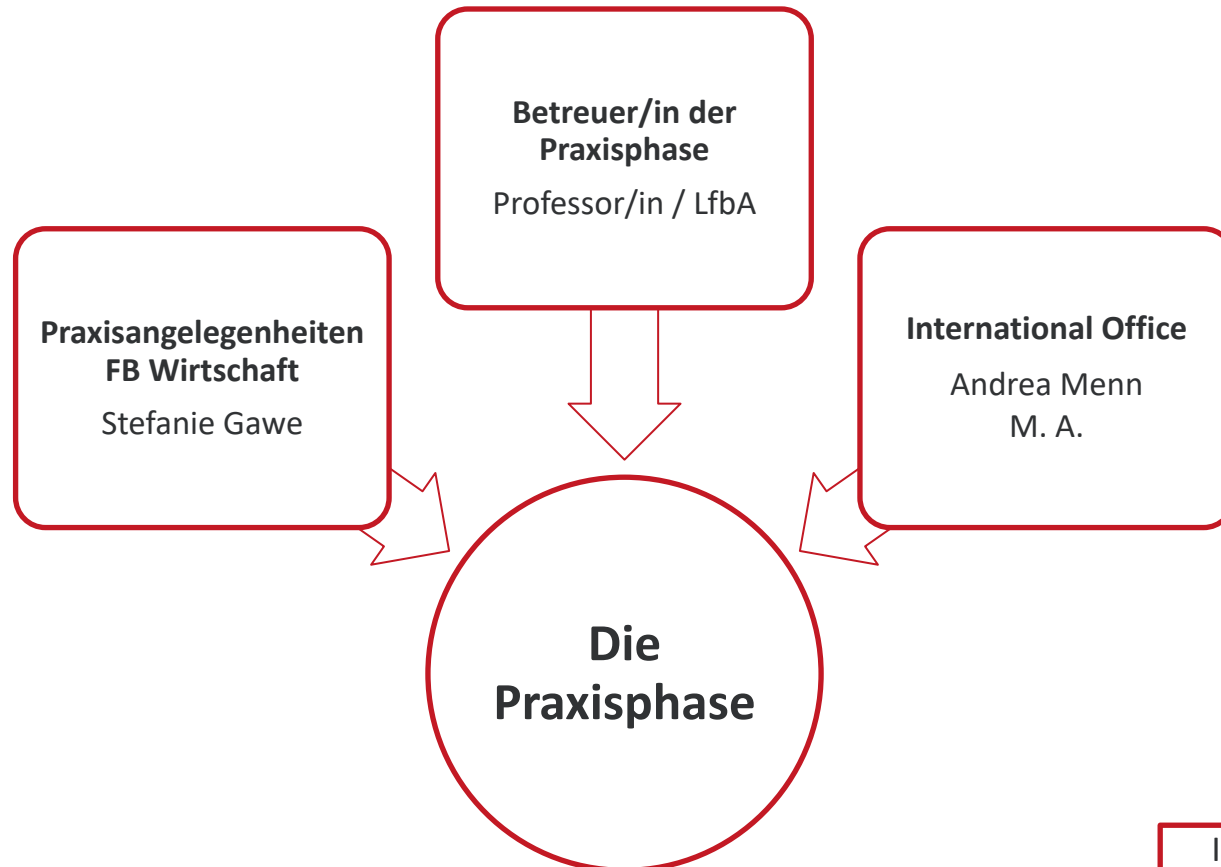 Betreuer/in der
Praxisphase
Professor/in / LfbA
Praxisangelegenheiten
FB Wirtschaft
Stefanie Gawe
International Office
Andrea Menn
M. A.
Die
Praxisphase